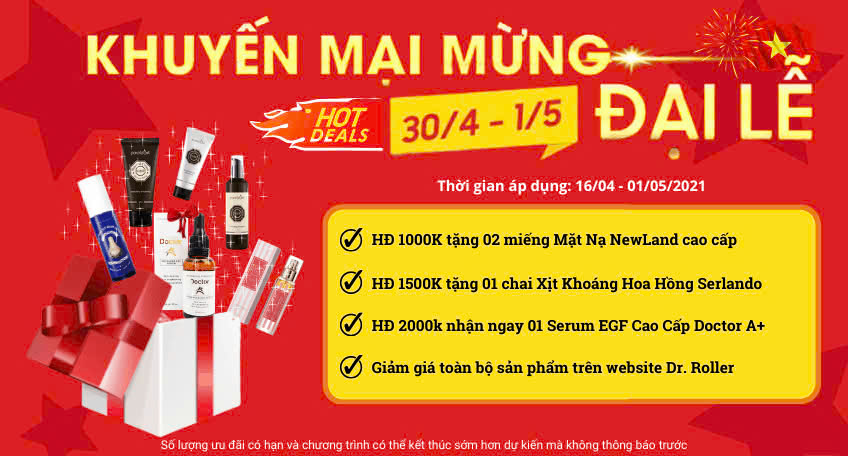 KHUYẾN MẠI MỪNG
ĐẠI LỄ
HOT
DEALS
30/4 - 1/5
Thời gian áp dụng: 16/04 - 01/05/2021
HĐ 1000K tặng 02 miếng Mặt Nạ NewLand cao cấp
HĐ 1500K tặng 01 chai Xịt Khoáng Hoa Hồng Serlando
HĐ 2000k nhận ngay 01 Serum EGF Cao Cấp Doctor A+
Giảm giá toàn bộ sản phẩm trên website Dr. Roller
Doctor
Doctor
Số lượng ưu đãi có hạn và chương trình có thể kết thúc sớm hơn dự kiến mà không thông báo trước